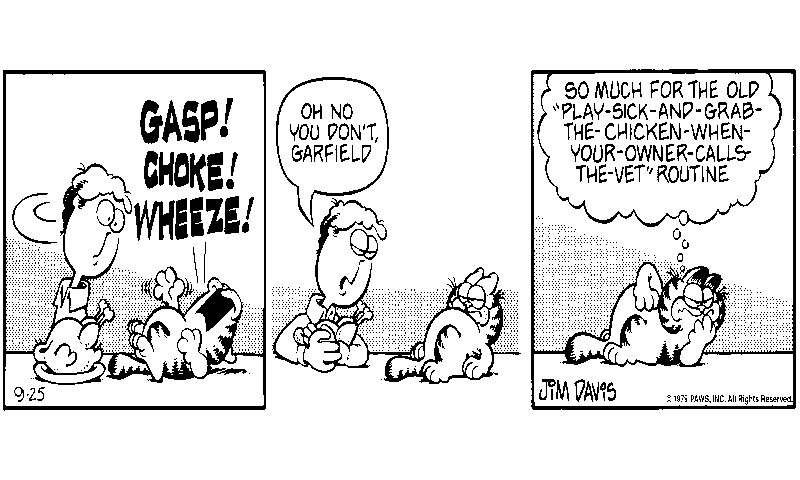 GASP!
CHOKE!
WHEEZE!
9-25
OH NO
YOU DON'T,
GARFIELD
SO MUCH FOR THE OLD
"PLAY-SICK-AND-GRAB-
THE-CHICKEN-WHEN-
YOUR-OWNER-CALLS-
THE-VET" ROUTINE
JIM DAVIS
© 1979 PAWS, INC. All Rights Reserved.